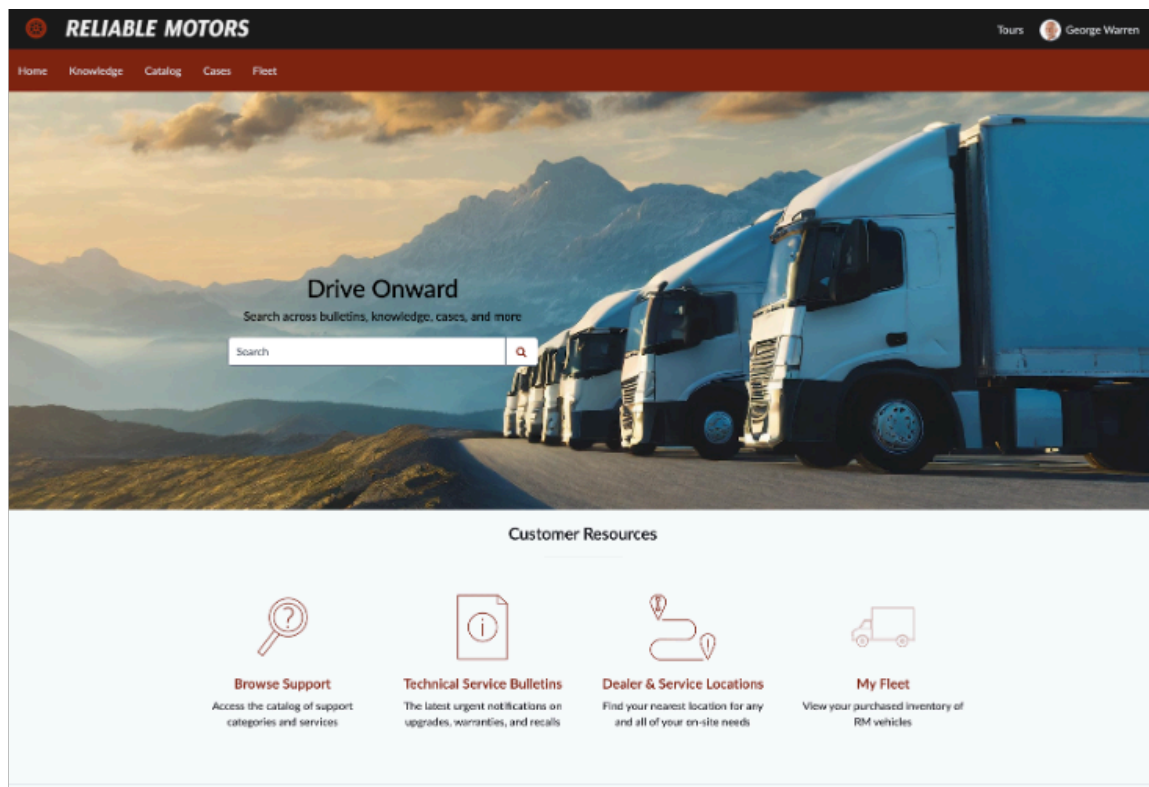 RELIABLE MOTORS
Tours George Warren
Home Knowledge Catalog Cases Fleet
Drive Onward
Search across bulletins, knowledge, cases, and more
Search
Customer Resources
Browse Support
Access the catalog of support
categories and services
Technical Service Bulletins
The latest urgent notifications on
upgrades, warranties, and recalls
Dealer & Service Locations
Find your nearest location for any
and all of your on-site needs
My Fleet
View your purchased inventory of
RM vehicles